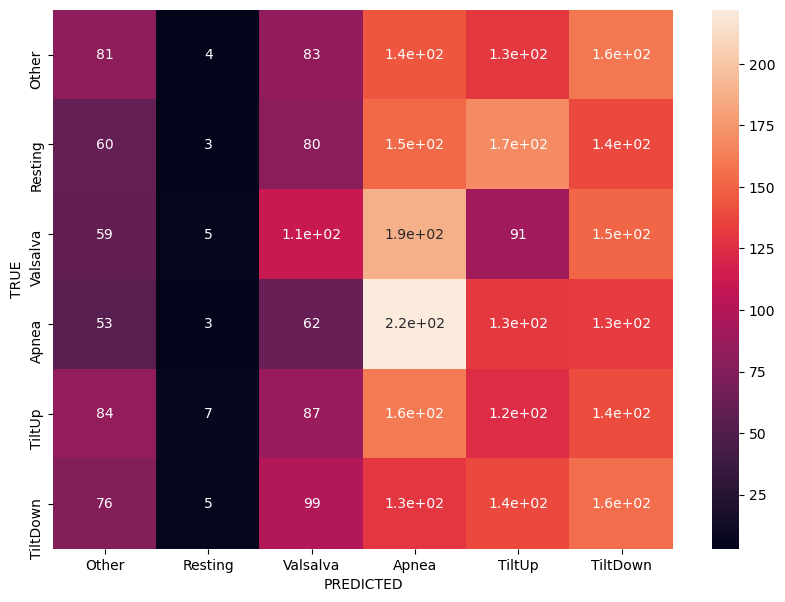 Other 81 4 83 1.4e+02 1.3e+02 1.6e+02
Resting 60 3 80 1.5e+02 1.7e+02 1.4e+02
Valsalva 59 5 1.1e+02 1.9e+02 91 1.5e+02
Apnea 53 3 62 2.2e+02 1.3e+02 1.3e+02
TiltUp 84 7 87 1.6e+02 1.2e+02 1.4e+02
TiltDown 76 5 99 1.3e+02 1.4e+02 1.6e+02
TRUE
Other Resting Valsalva Apnea TiltUp TiltDown
PREDICTED
200
175
150
125
100
75
50
25